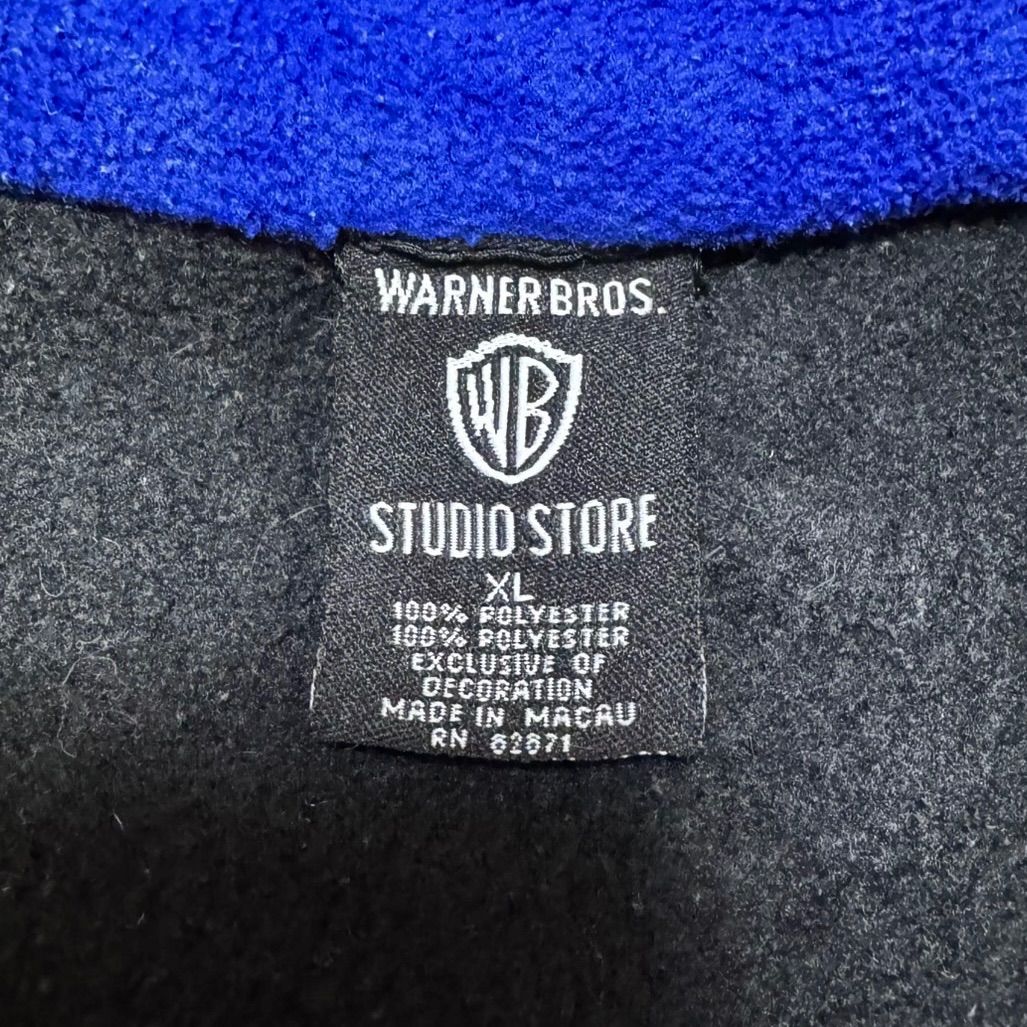 WARNER BROS.
WB
STUDIO STORE
XL
100% POLYESTER
100% POLYESTER
EXCLUSIVE OF
DECORATION
MADE IN MACAU
RN 62671